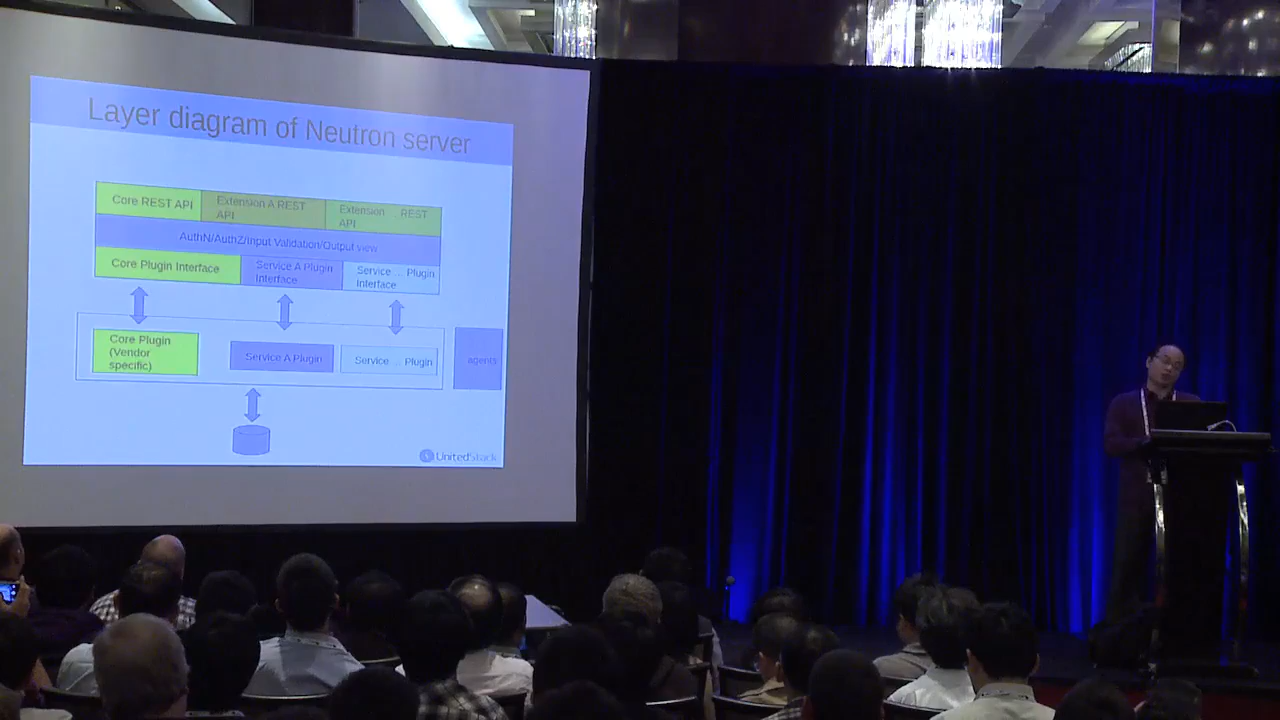 Layer diagram of Neutron server
Core REST API
Extension A REST
API
Extension ... REST
API
AuthN/AuthZ/Input Validation/Output view
Core Plugin Interface
Service A Plugin
Interface
Service ... Plugin
Interface
Core Plugin
(Vendor
specific)
Service A Plugin
Service ... Plugin
agents
UnitedStack